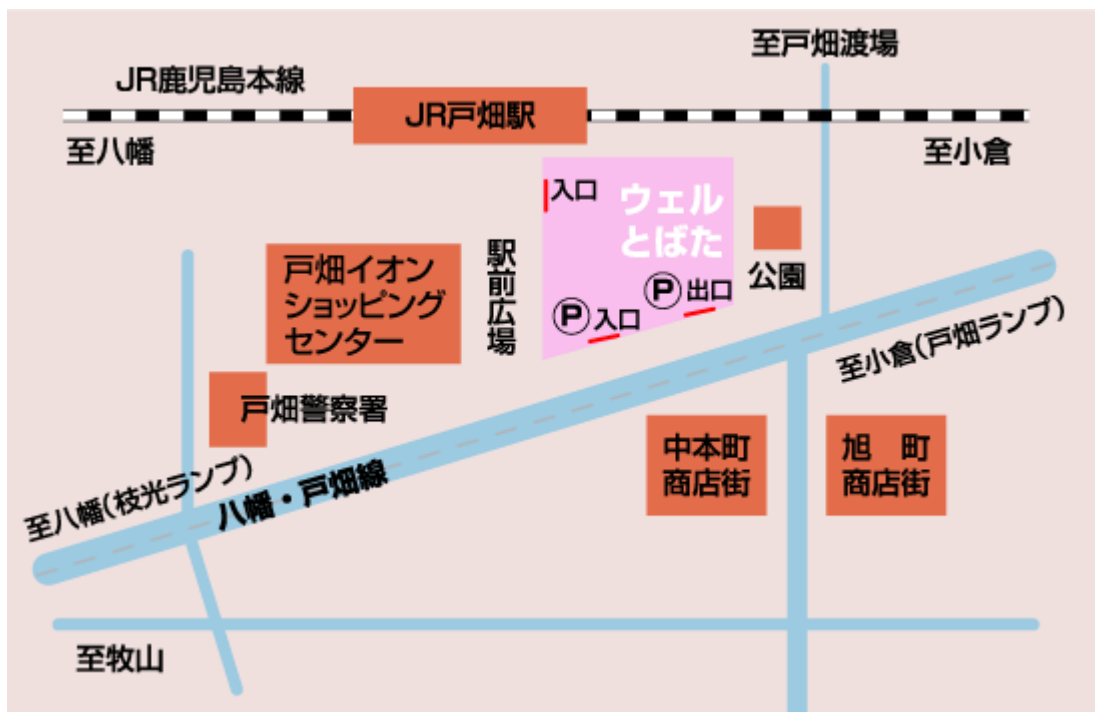 至戸畑渡場
JR鹿児島本線
JR戸畑駅
至八幡
至小倉
入口
ウェル
とばた
駅前広場
戸畑イオン
ショッピング
センター
Ⓟ出口
公園
Ⓟ入口
至小倉(戸畑ランプ)
戸畑警察署
中本町
商店街
旭　町
商店街
至八幡(枝光ランプ)
八幡・戸畑線
至牧山